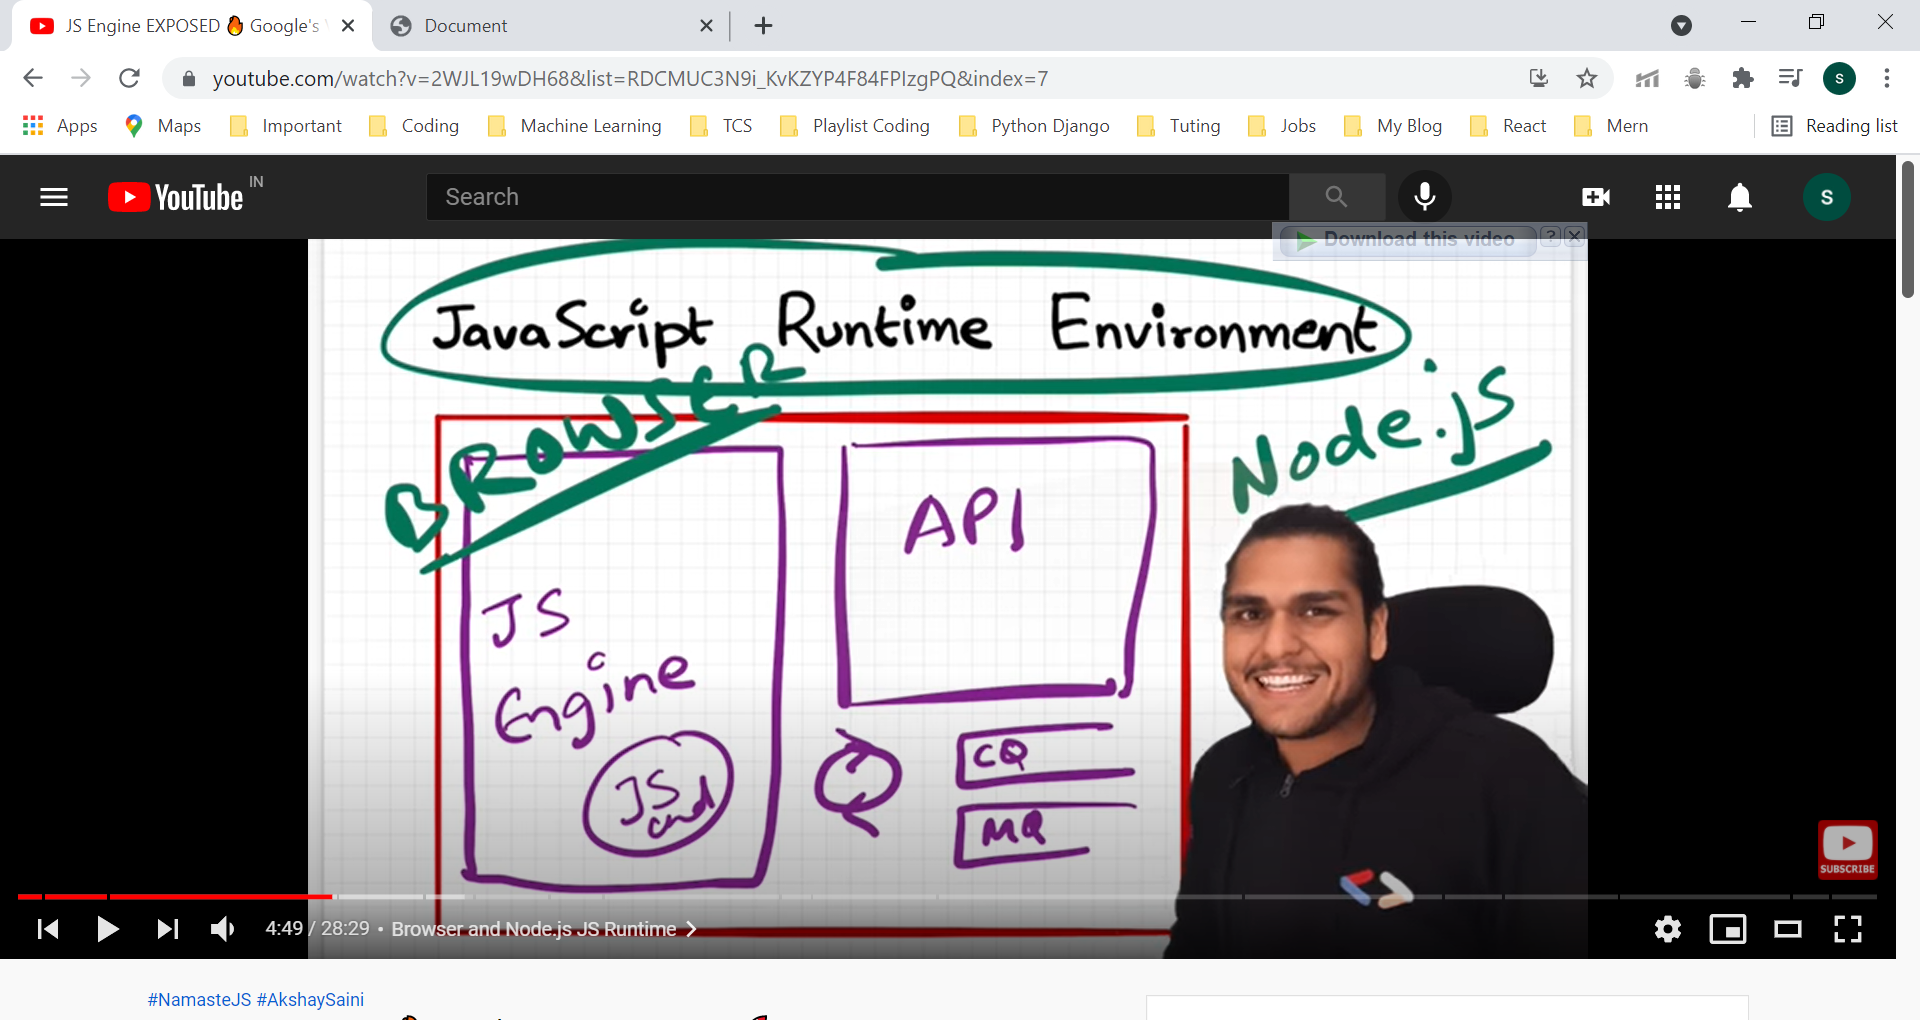 JS Engine EXPOSED 🔥 Google's
Document
youtube.com/watch?v=2WJL19wDH68&list=RDCMUC3N9i_KvKZYP4F84FPIzgPQ&index=7
S
Apps Maps Important Coding Machine Learning TCS Playlist Coding Python Django Tuting Jobs My Blog React Mern Reading list
YouTube IN
Search
S
Download this video ?
JavaScript Runtime Environment
BROWSER
Node.js
API
JS
Engine
JS
CQ
MQ
SUBSCRIBE
4:49 / 28:29 • Browser and Node.js JS Runtime
#NamasteJS #AkshaySaini